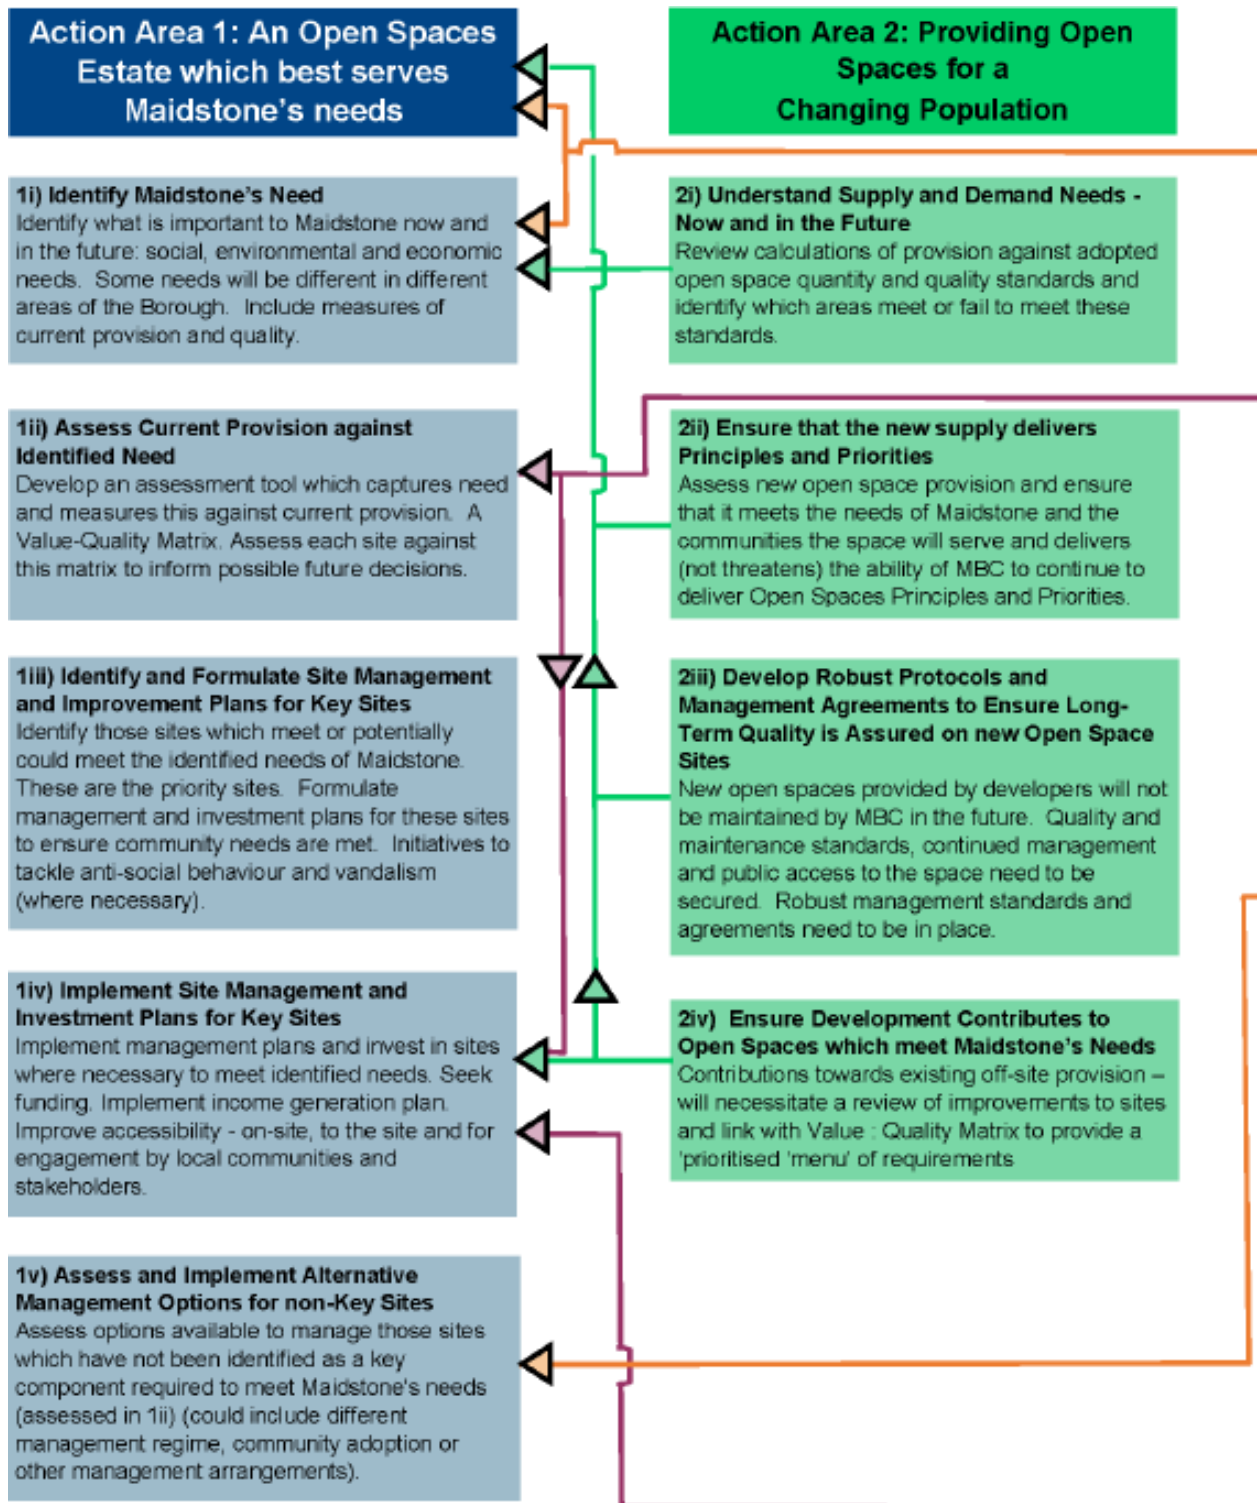 Action Area 1: An Open Spaces
Estate which best serves
Maidstone's needs
1i) Identify Maidstone's Need
Identify what is important to Maidstone now and
in the future: social, environmental and economic
needs. Some needs will be different in different
areas of the Borough. Include measures of
current provision and quality.
1ii) Assess Current Provision against
Identified Need
Develop an assessment tool which captures need
and measures this against current provision. A
Value-Quality Matrix. Assess each site against
this matrix to inform possible future decisions.
1iii) Identify and Formulate Site Management
and Improvement Plans for Key Sites
Identify those sites which meet or potentially
could meet the identified needs of Maidstone.
These are the priority sites. Formulate
management and investment plans for these sites
to ensure community needs are met. Initiatives to
tackle anti-social behaviour and vandalism
(where necessary).
1iv) Implement Site Management and
Investment Plans for Key Sites
Implement management plans and invest in sites
where necessary to meet identified needs. Seek
funding. Implement income generation plan.
Improve accessibility - on-site, to the site and for
engagement by local communities and
stakeholders.
1v) Assess and Implement Alternative
Management Options for non-Key Sites
Assess options available to manage those sites
which have not been identified as a key
component required to meet Maidstone's needs
(assessed in 1ii) (could include different
management regime, community adoption or
other management arrangements).
Action Area 2: Providing Open
Spaces for a
Changing Population
2i) Understand Supply and Demand Needs -
Now and in the Future
Review calculations of provision against adopted
open space quantity and quality standards and
identify which areas meet or fail to meet these
standards.
2ii) Ensure that the new supply delivers
Principles and Priorities
Assess new open space provision and ensure
that it meets the needs of Maidstone and the
communities the space will serve and delivers
(not threatens) the ability of MBC to continue to
deliver Open Spaces Principles and Priorities.
2iii) Develop Robust Protocols and
Management Agreements to Ensure Long-
Term Quality is Assured on new Open Space
Sites
New open spaces provided by developers will not
be maintained by MBC in the future. Quality and
maintenance standards, continued management
and public access to the space need to be
secured. Robust management standards and
agreements need to be in place.
2iv) Ensure Development Contributes to
Open Spaces which meet Maidstone's Needs
Contributions towards existing off-site provision –
will necessitate a review of improvements to sites
and link with Value : Quality Matrix to provide a
'prioritised 'menu' of requirements